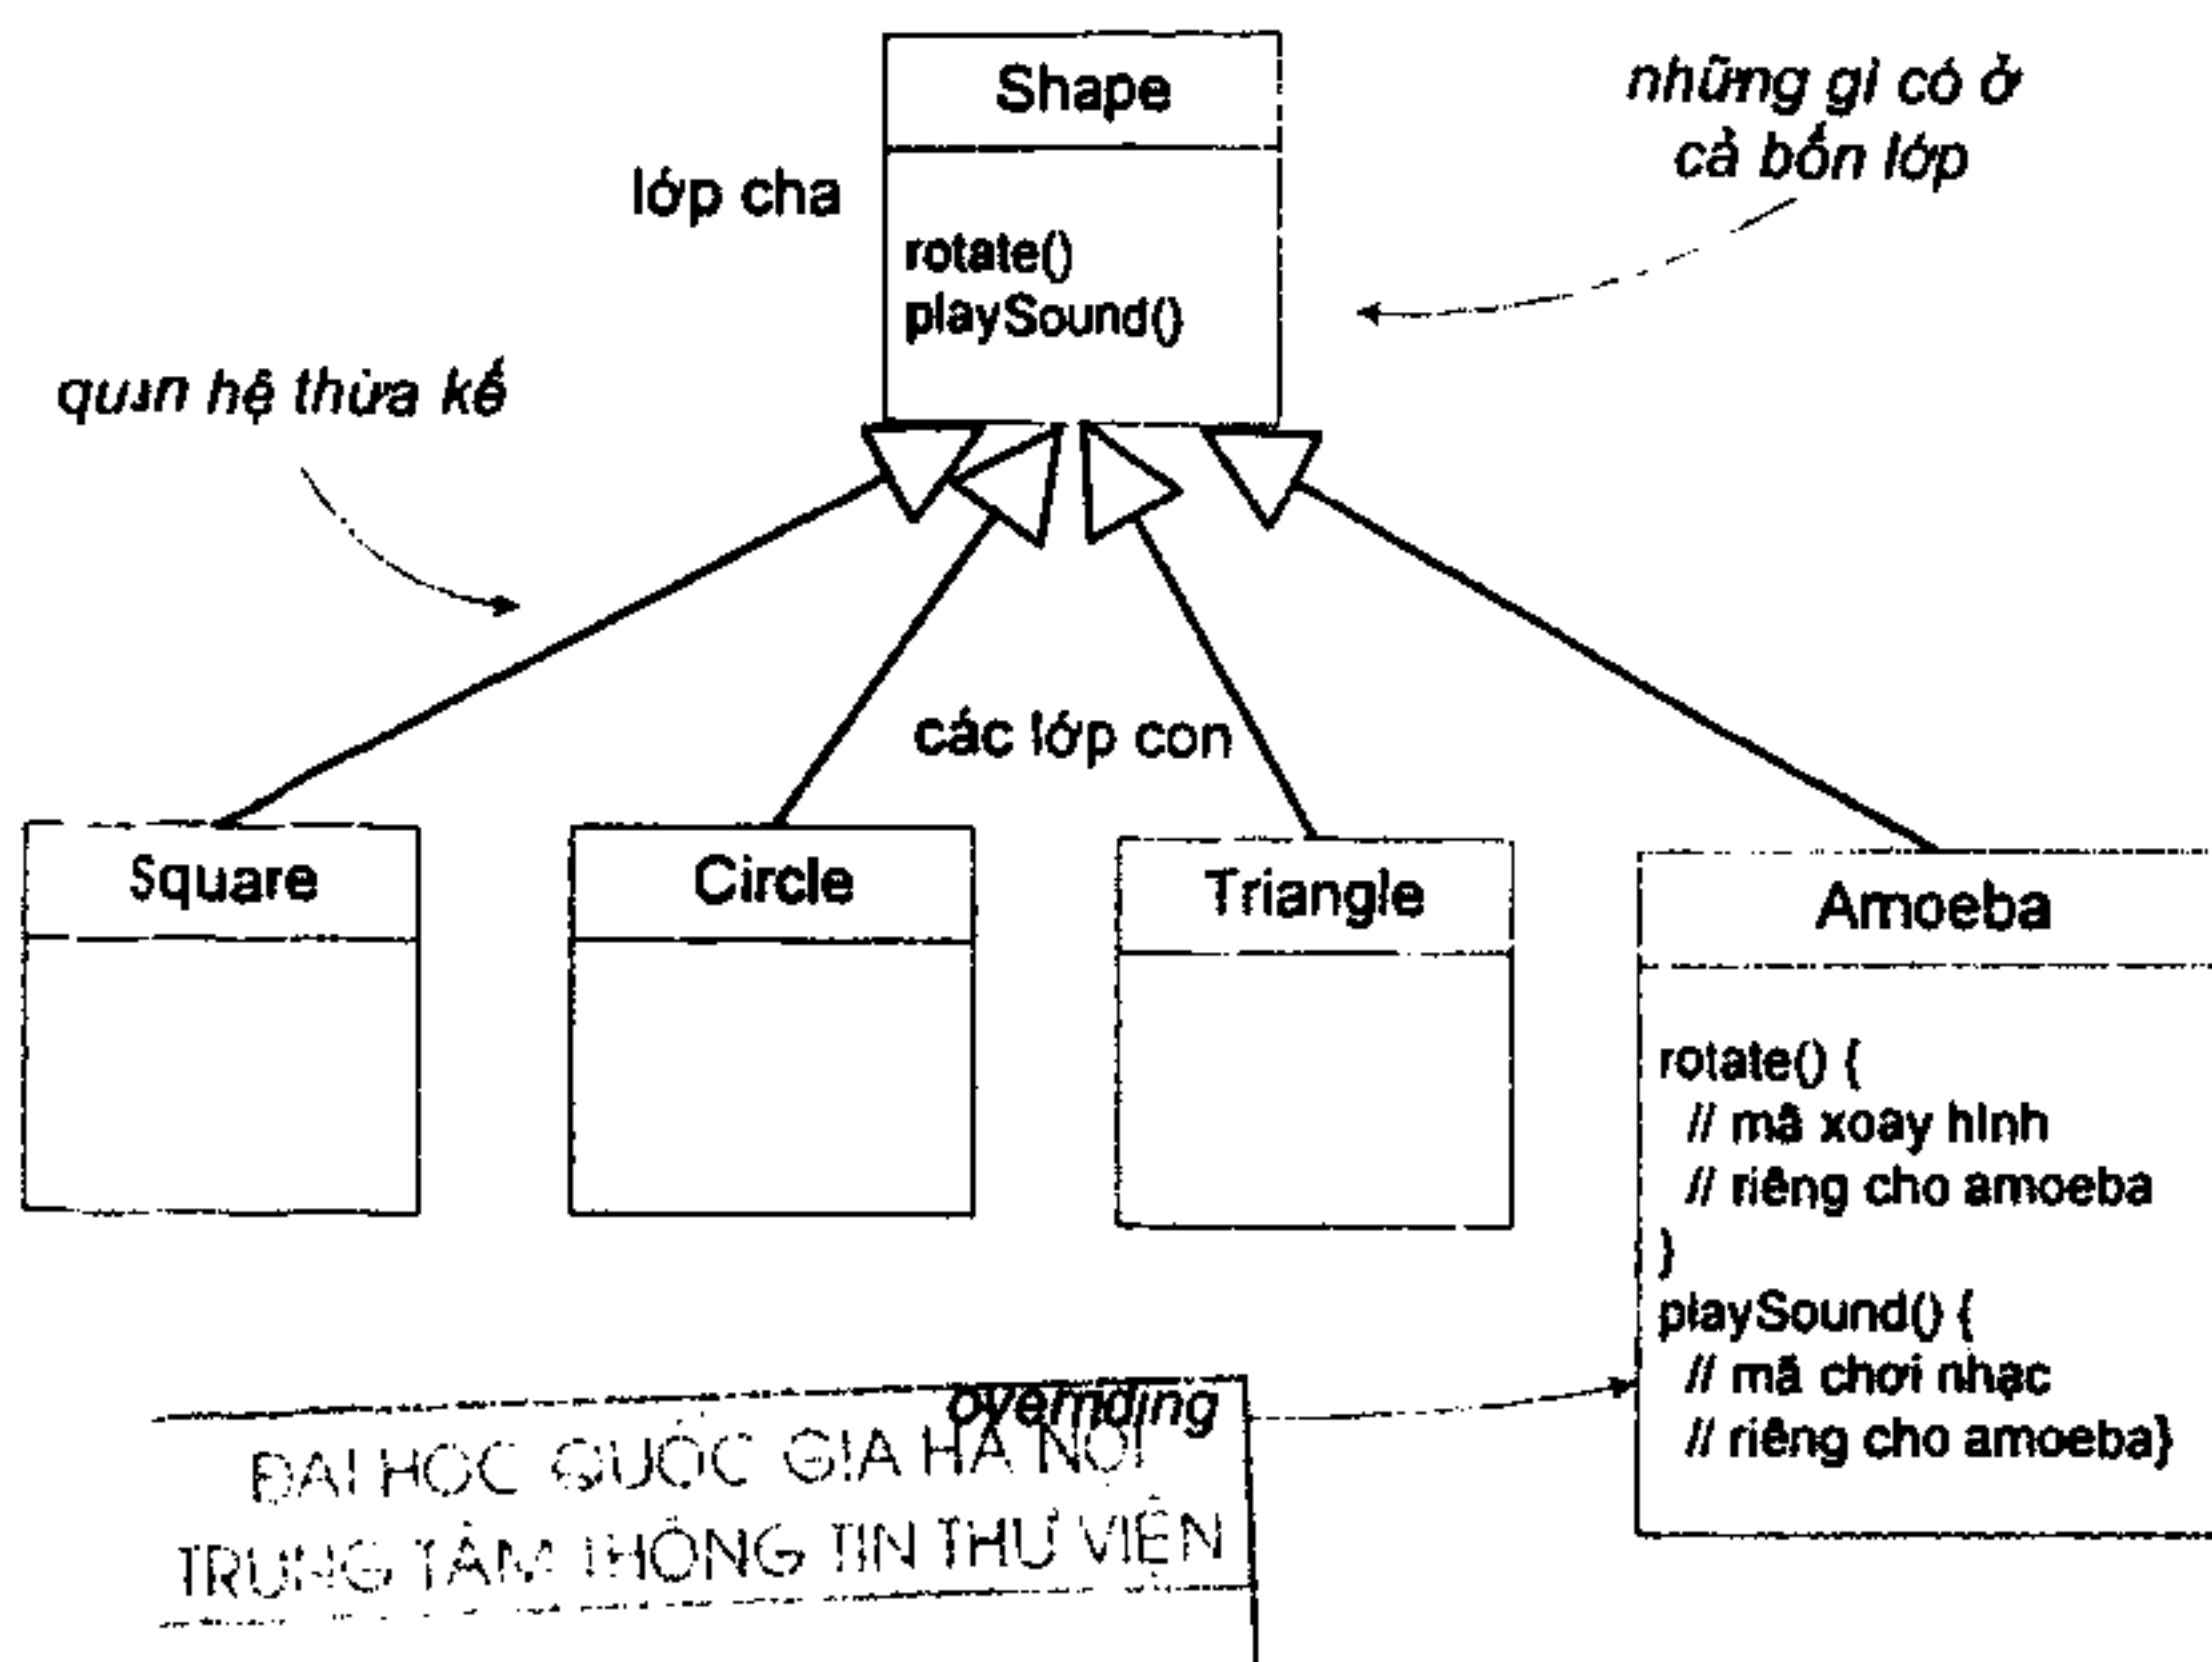 Shape
những gì có ở
cả bốn lớp
lớp cha
rotate()
playSound()
quan hệ thừa kế
các lớp con
Square
Circle
Triangle
Amoeba
rotate() {
// mã xoay hình
// riêng cho amoeba
}
playSound() {
// mã chơi nhạc
// riêng cho amoeba}
overriding
ĐẠI HỌC QUỐC GIA HÀ NỘI
TRUNG TÂM THÔNG TIN THƯ VIỆN